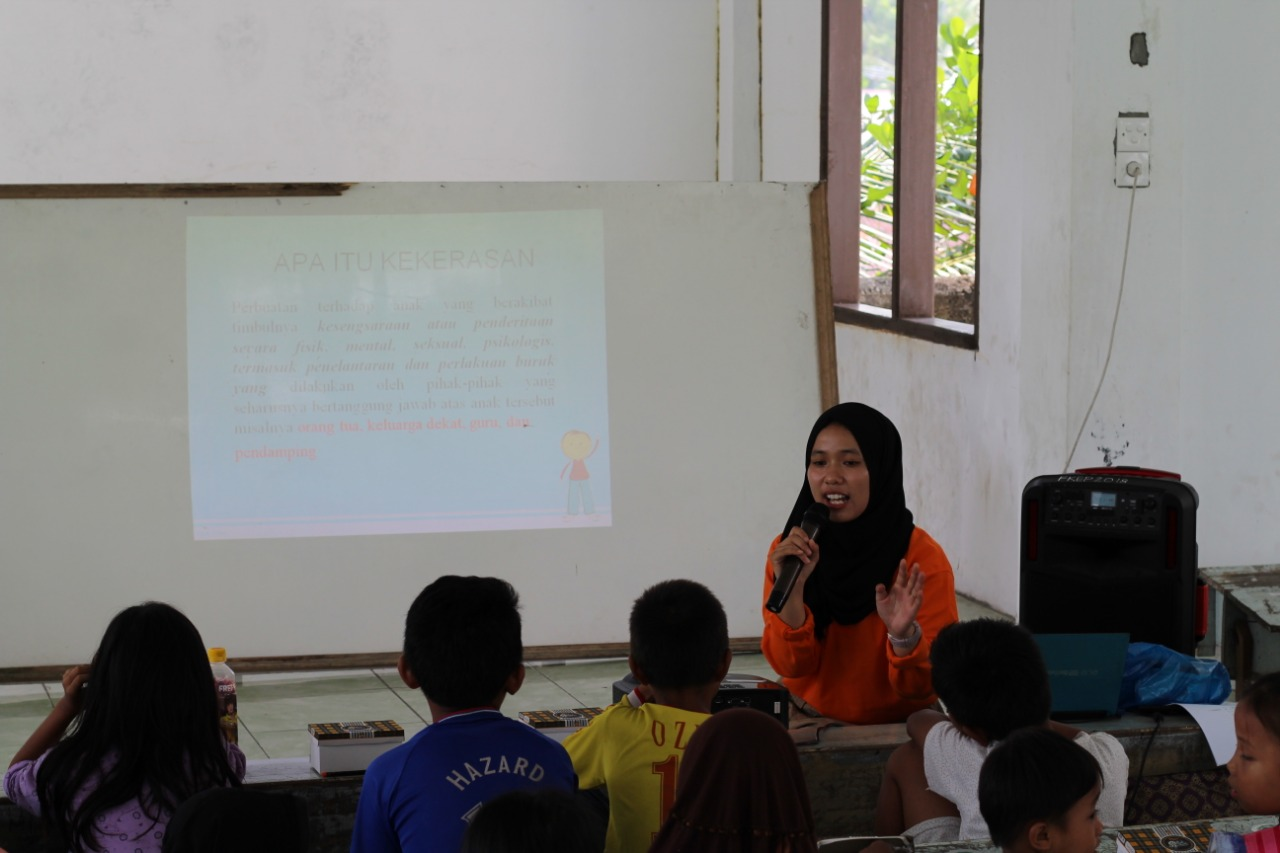 APA ITU KEKERASAN
Perbuatan terhadap anak yang berakibat
timbulnya kesengsaraan atau penderitaan
secara fisik, mental, seksual, psikologis,
termasuk penelantaran dan perlakuan buruk
yang dilakukan oleh pihak-pihak yang
seharusnya bertanggung jawab atas anak tersebut
misalnya orang tua, keluarga dekat, guru, dan
pendamping
PKGP2018
HAZARD
OZ
1